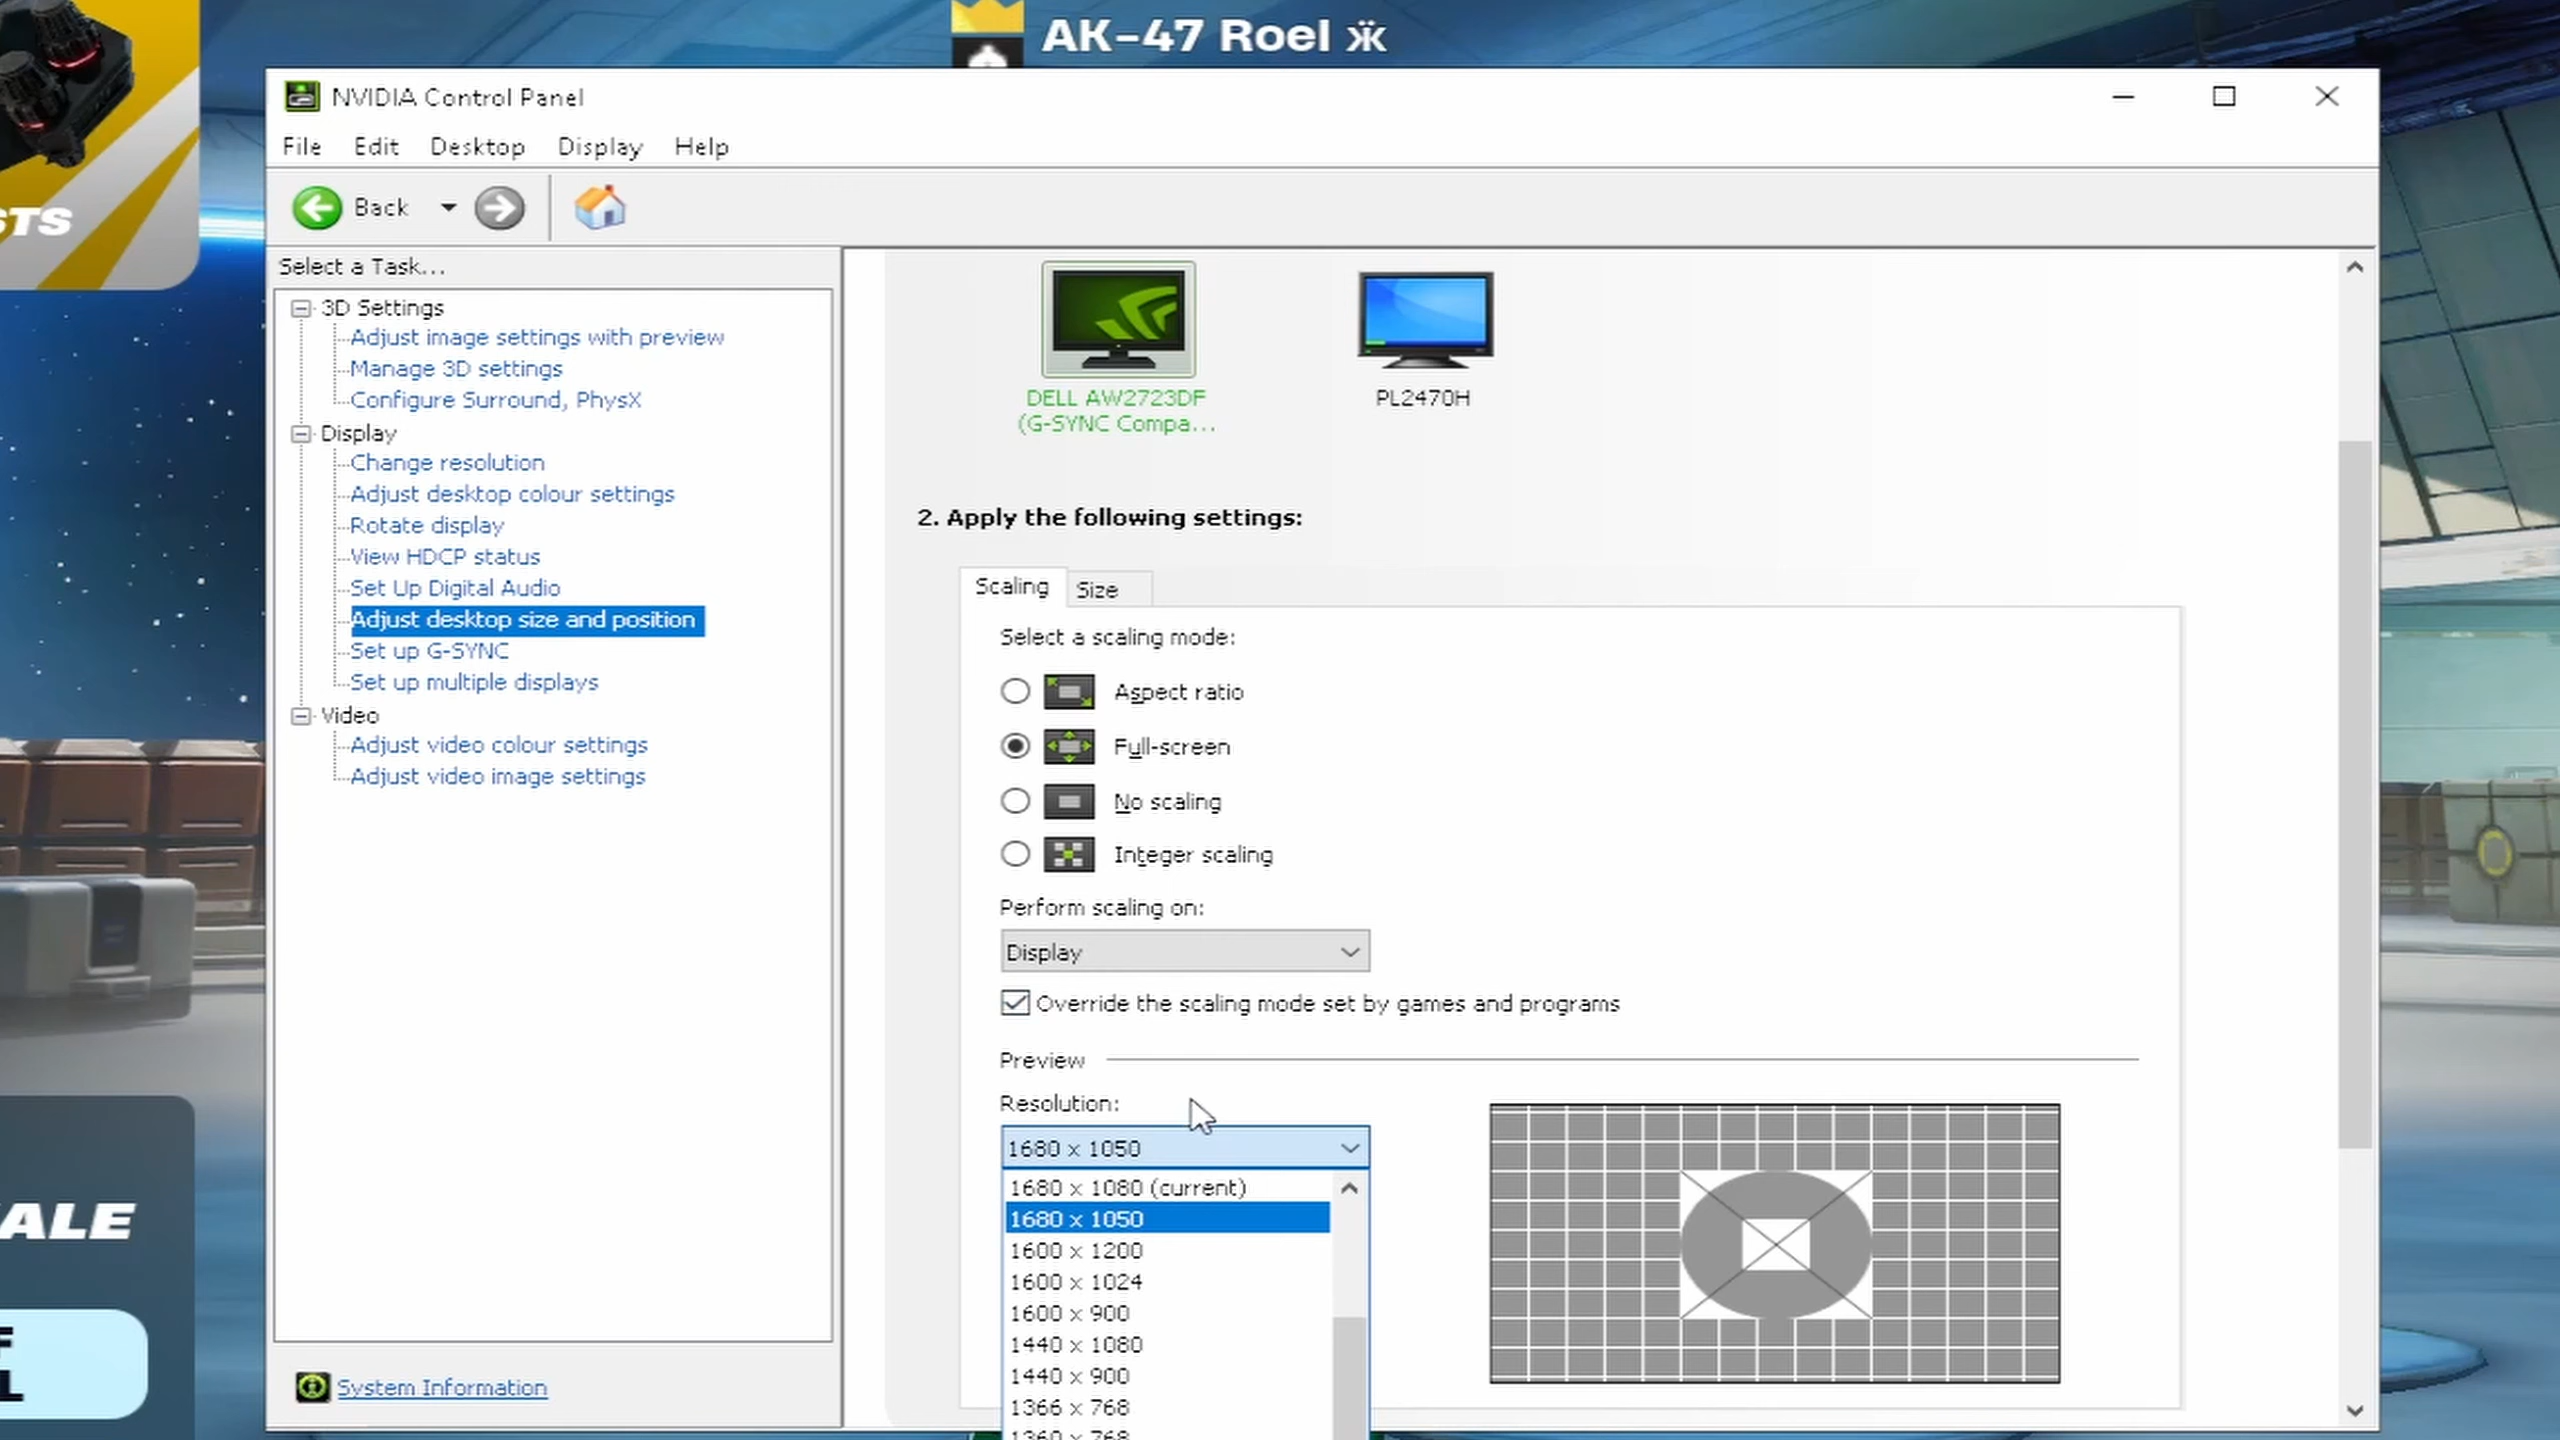 AK-47 Roel ӝ
NVIDIA Control Panel
File Edit Desktop Display Help
Back
STS
Select a Task...
3D Settings
Adjust image settings with preview
Manage 3D settings
Configure Surround, PhysX
Display
Change resolution
Adjust desktop colour settings
Rotate display
View HDCP status
Set Up Digital Audio
Adjust desktop size and position
Set up G-SYNC
Set up multiple displays
Video
Adjust video colour settings
Adjust video image settings
System Information
DELL AW2723DF
(G-SYNC Compa...
PL2470H
2. Apply the following settings:
Scaling Size
Select a scaling mode:
Aspect ratio
Full-screen
No scaling
Integer scaling
Perform scaling on:
Display
Override the scaling mode set by games and programs
Preview
Resolution:
1680 x 1050
1680 x 1080 (current)
1680 x 1050
1600 x 1200
1600 x 1024
1600 x 900
1440 x 1080
1440 x 900
1366 x 768
1360 x 768
ALE